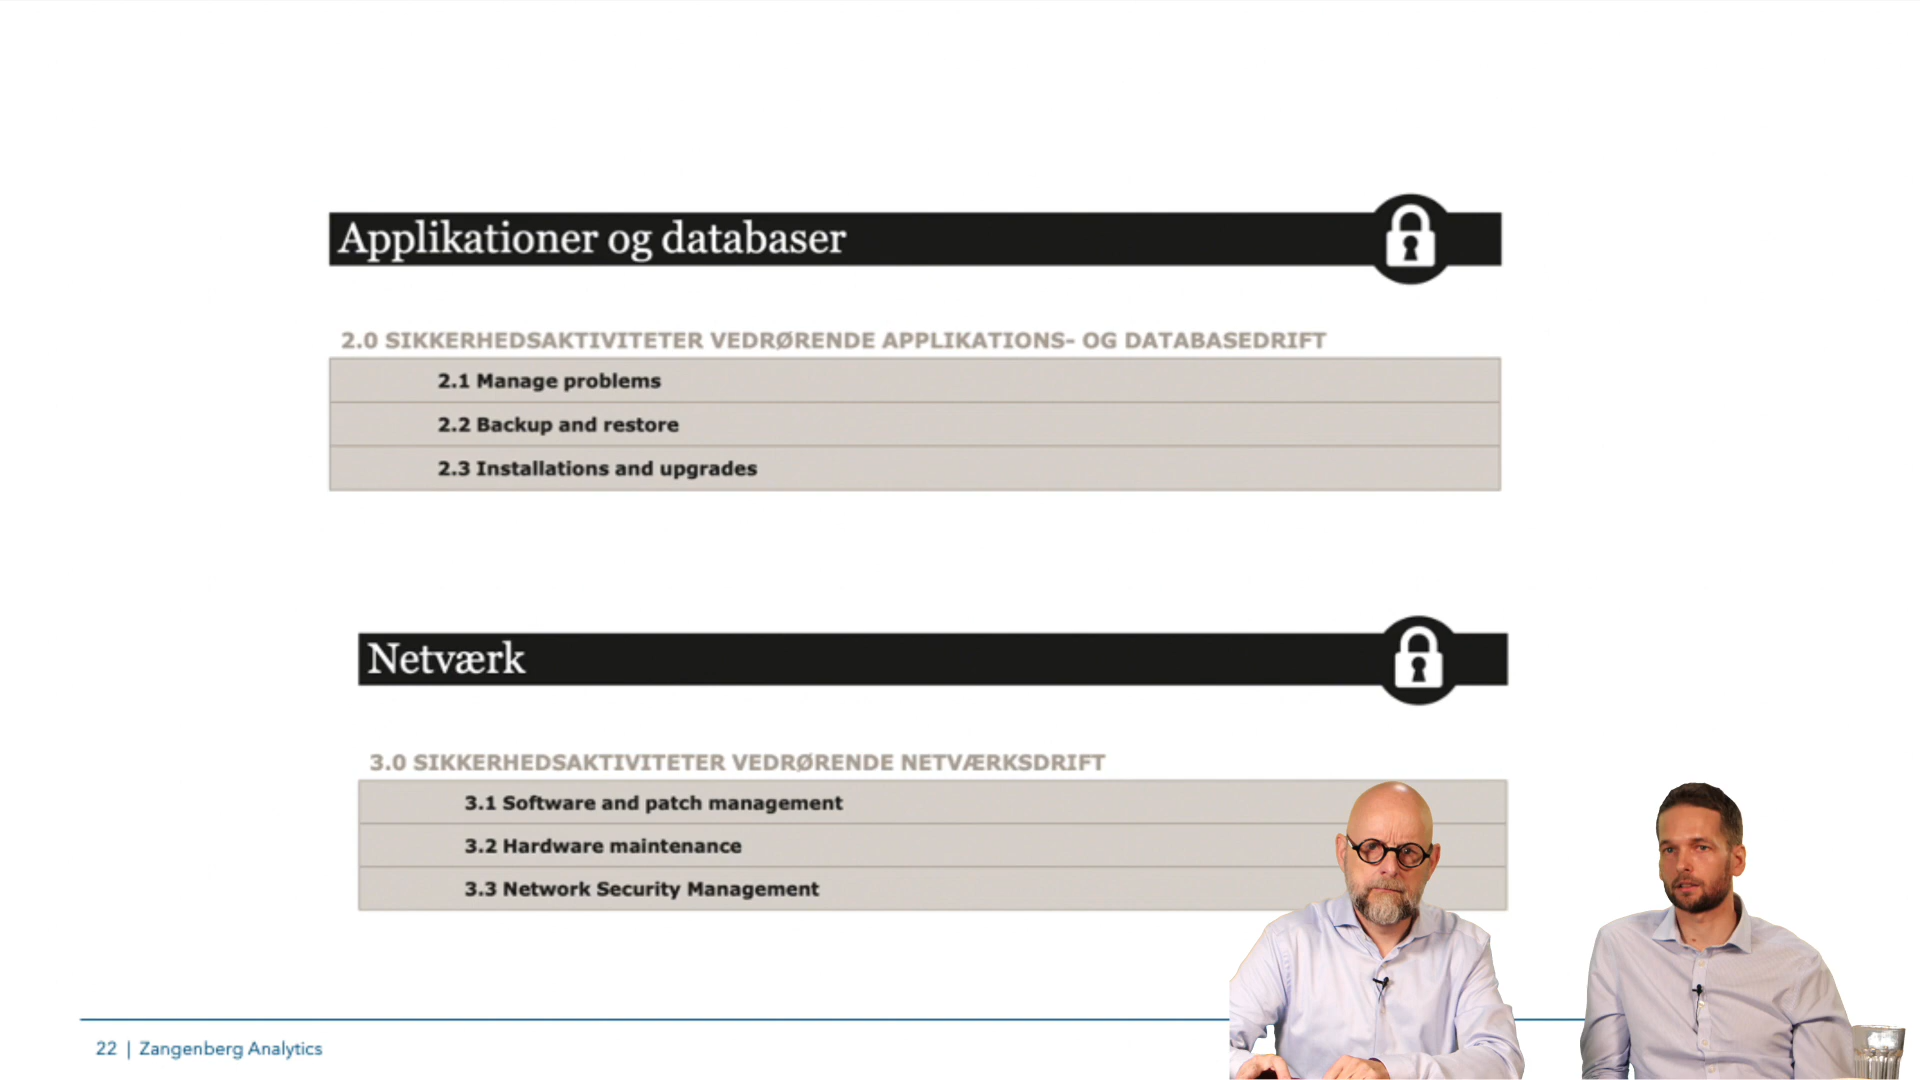 Applikationer og databaser
2.0 SIKKERHEDSAKTIVITETER VEDRØRENDE APPLIKATIONS- OG DATABASEDRIFT
2.1 Manage problems
2.2 Backup and restore
2.3 Installations and upgrades
Netværk
3.0 SIKKERHEDSAKTIVITETER VEDRØRENDE NETVÆRKSDRIFT
3.1 Software and patch management
3.2 Hardware maintenance
3.3 Network Security Management
22 | Zangenberg Analytics